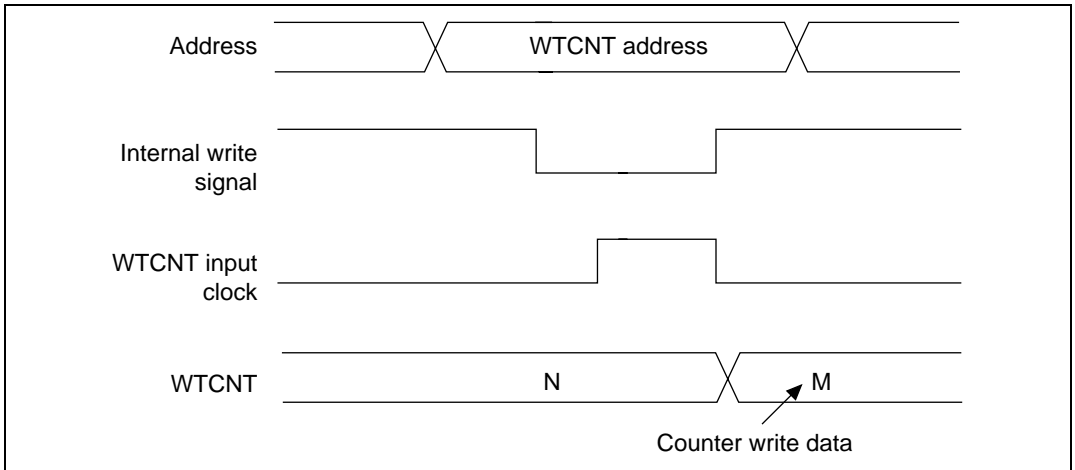 Address
WTCNT address
Internal write
signal
WTCNT input
clock
WTCNT
N
M
Counter write data